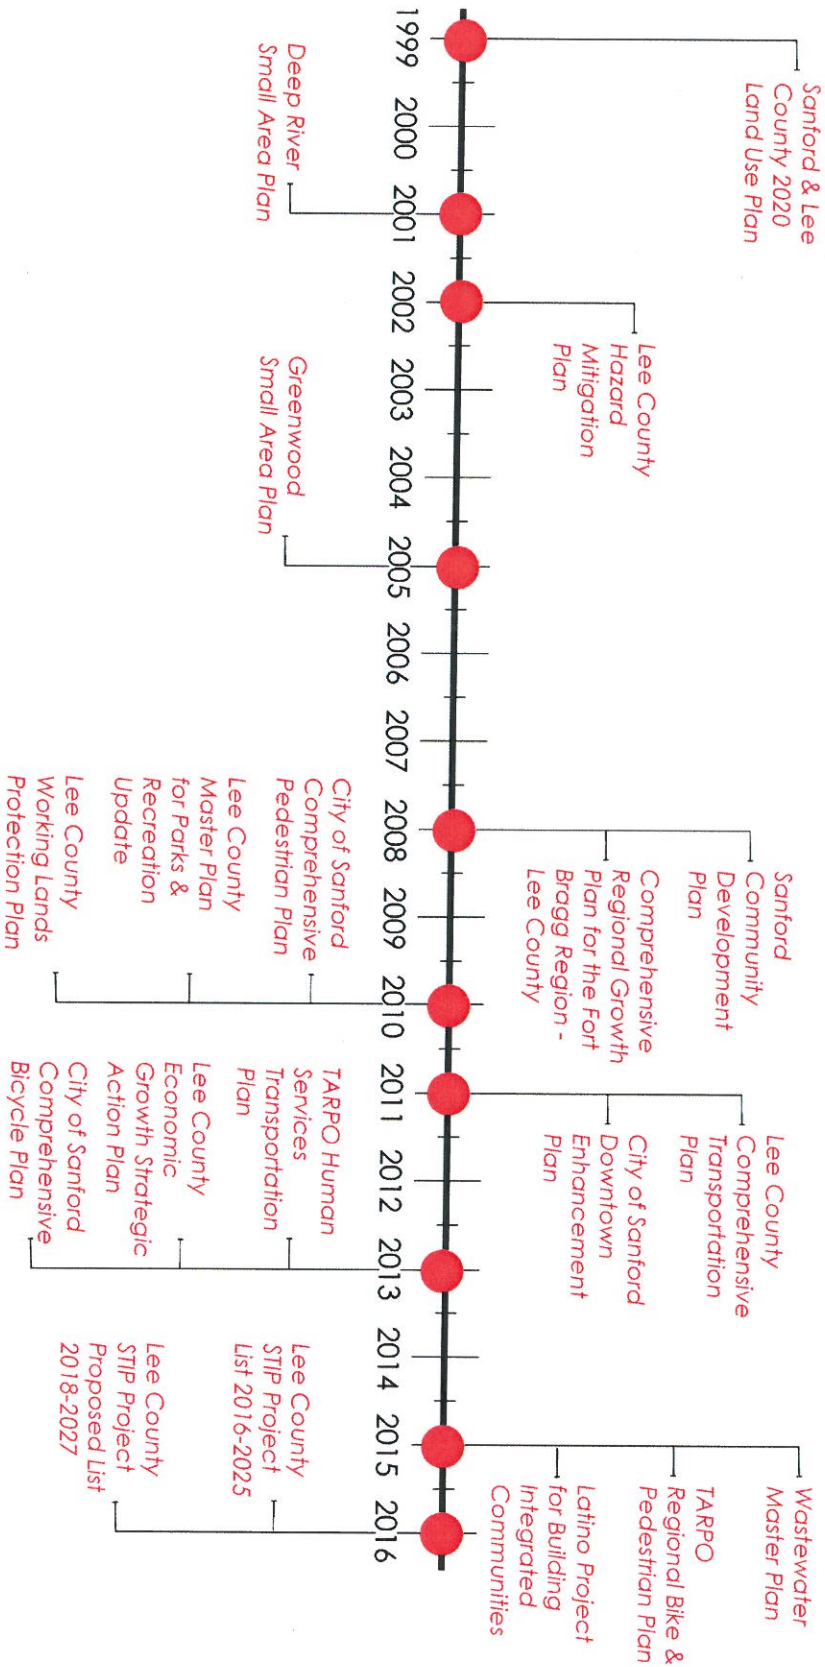 Sanford & Lee
County 2020
Land Use Plan
Lee County
Hazard
Mitigation
Plan
Sanford
Community
Development
Plan
Comprehensive
Regional Growth
Plan for the Fort
Bragg Region -
Lee County
Lee County
Comprehensive
Transportation
Plan
City of Sanford
Downtown
Enhancement
Plan
Wastewater
Master Plan
TARPO
Regional Bike &
Pedestrian Plan
Latino Project
for Building
Integrated
Communities
1999
2000
2001
2002
2003
2004
2005
2006
2007
2008
2009
2010
2011
2012
2013
2014
2015
2016
Deep River
Small Area Plan
Greenwood
Small Area Plan
City of Sanford
Comprehensive
Pedestrian Plan
Lee County
Master Plan
for Parks &
Recreation
Update
Lee County
Working Lands
Protection Plan
TARPO Human
Services
Transportation
Plan
Lee County
Economic
Growth Strategic
Action Plan
City of Sanford
Comprehensive
Bicycle Plan
Lee County
STIP Project
List 2016-2025
Lee County
STIP Project
Proposed List
2018-2027